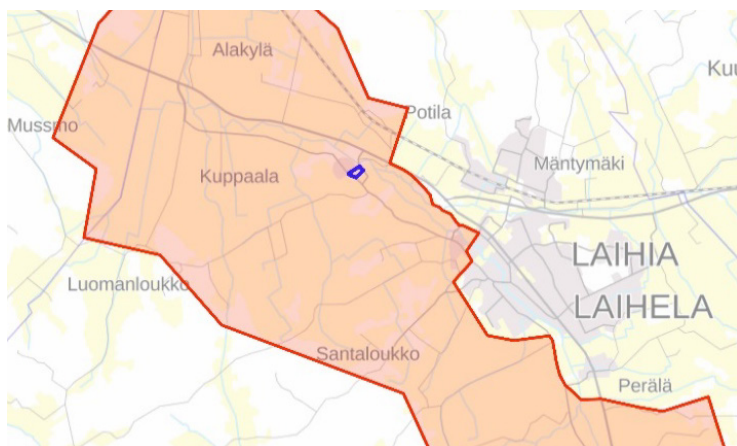 Alakylä
Kuu
Potila
Mussmo
Mäntymäki
Kuppaala
LAIHIA
Luomanloukko
LAIHELA
Santaloukko
Perälä